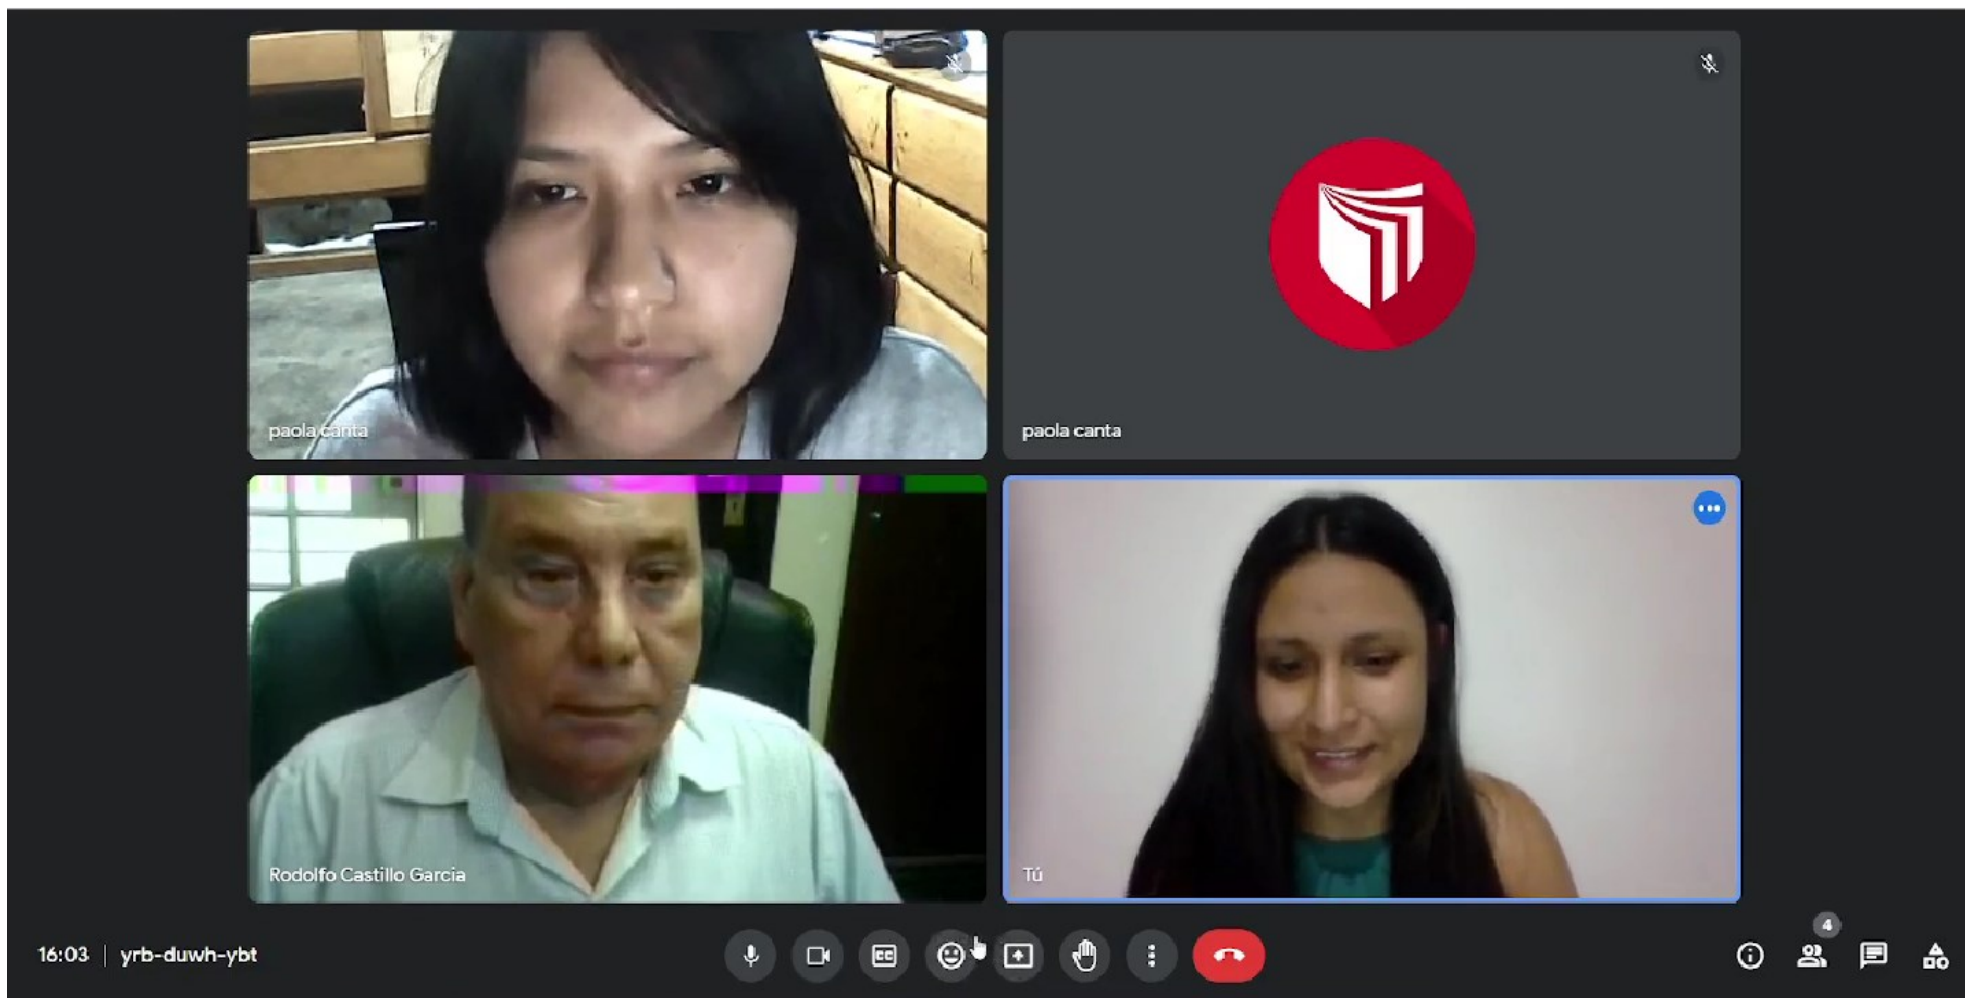 paola canta
paola canta
Rodolfo Castillo Garcia
Tú
16:03 | yrb-duwh-ybt
4